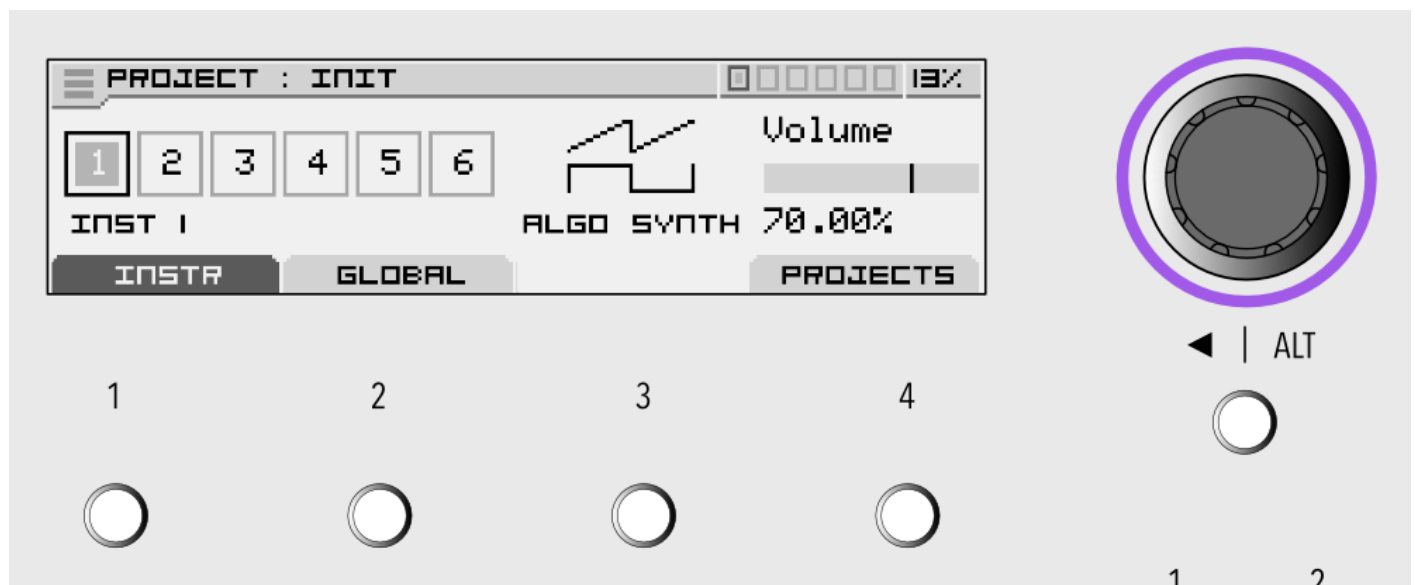 PROJECT : INIT 13%
1 2 3 4 5 6
Volume
INST 1
ALGO SYNTH
70.00%
INSTR GLOBAL PROJECTS
◀ | ALT
1 2 3 4
1 2